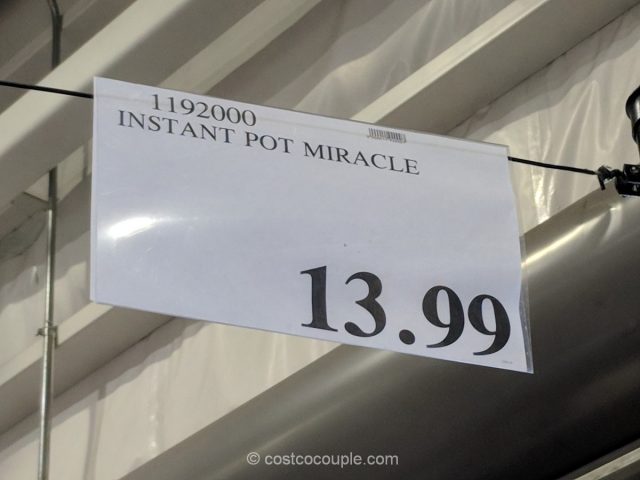 1192000
INSTANT POT MIRACLE
13.99
© costcocouple.com